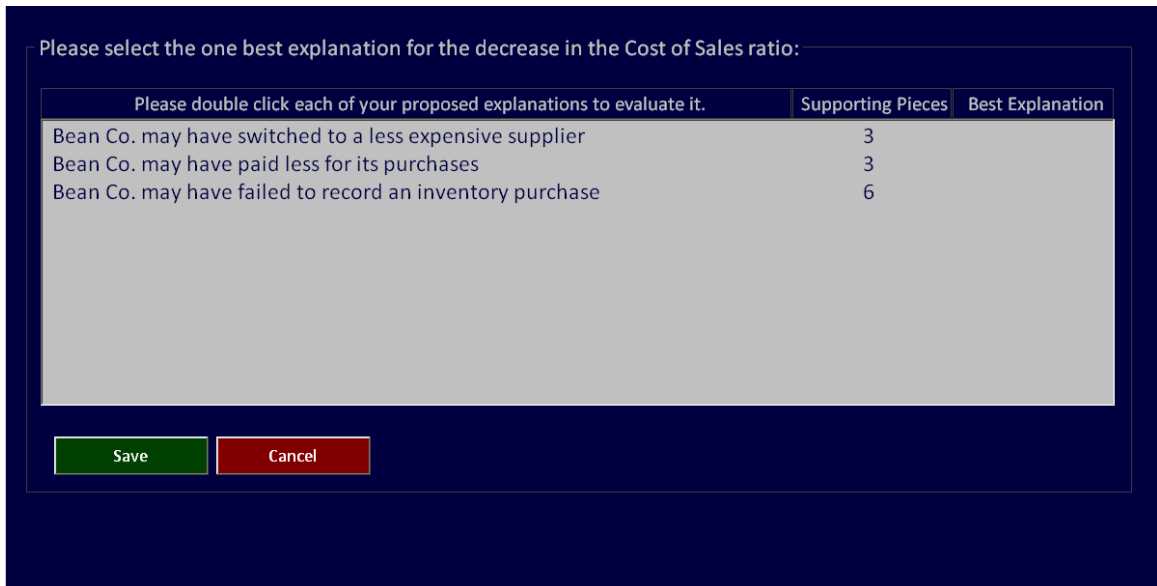 Please select the one best explanation for the decrease in the Cost of Sales ratio:
Please double click each of your proposed explanations to evaluate it. Supporting Pieces Best Explanation
Bean Co. may have switched to a less expensive supplier 3
Bean Co. may have paid less for its purchases 3
Bean Co. may have failed to record an inventory purchase 6
Save Cancel